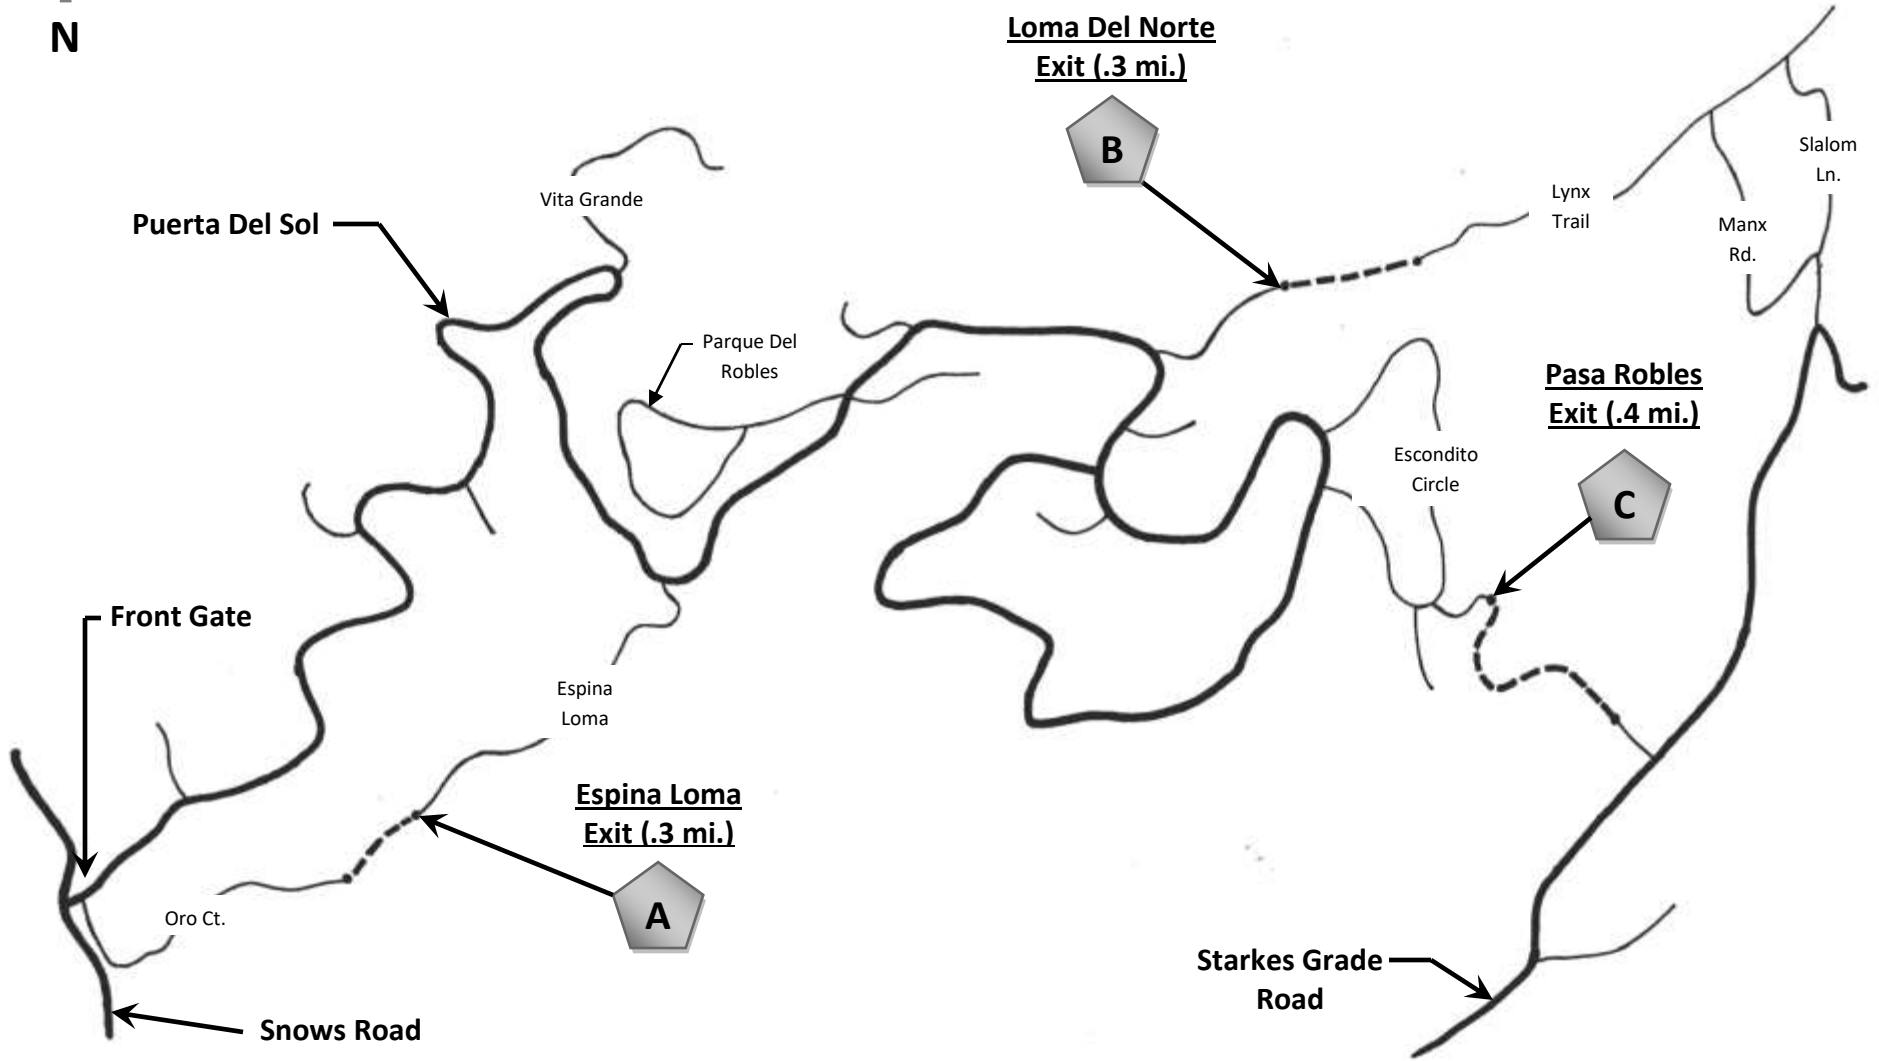 N
Loma Del Norte
Exit (.3 mi.)
B
Slalom
Ln.
Lynx
Trail
Vita Grande
Manx
Rd.
Puerta Del Sol
Parque Del
Robles
Pasa Robles
Exit (.4 mi.)
Escondito
Circle
C
Front Gate
Espina
Loma
Espina Loma
Exit (.3 mi.)
A
Oro Ct.
Starkes Grade
Road
Snows Road